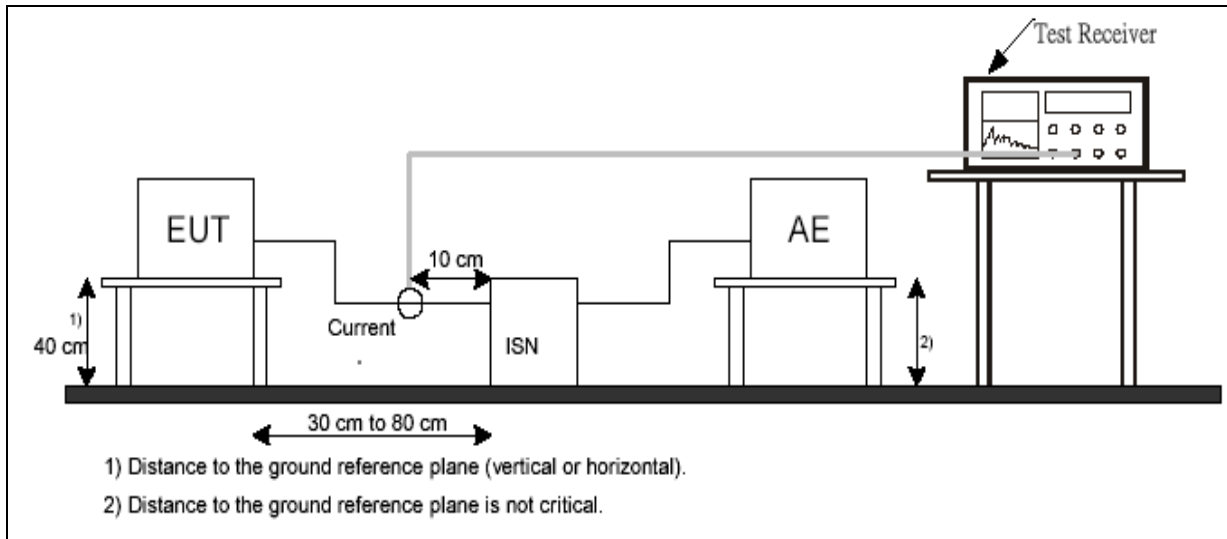 Test Receiver
EUT
AE
10 cm
1)
40 cm
Current
ISN
2)
30 cm to 80 cm
1) Distance to the ground reference plane (vertical or horizontal).
2) Distance to the ground reference plane is not critical.